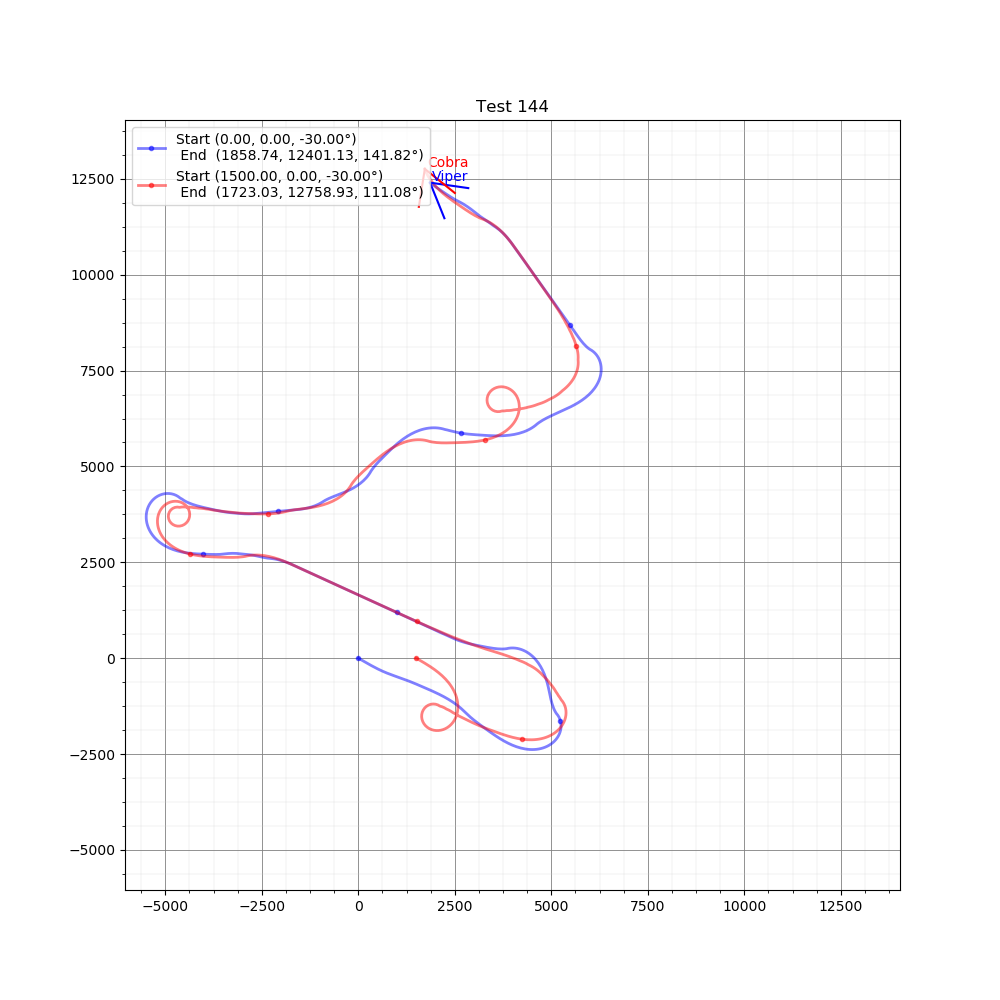 Test 144
Start (0.00, 0.00, -30.00°)
End (1858.74, 12401.13, 141.82°)
Start (1500.00, 0.00, -30.00°)
End (1723.03, 12758.93, 111.08°)
Cobra
Viper
12500
10000
7500
5000
2500
0
−2500
−5000
−5000
−2500
0
2500
5000
7500
10000
12500